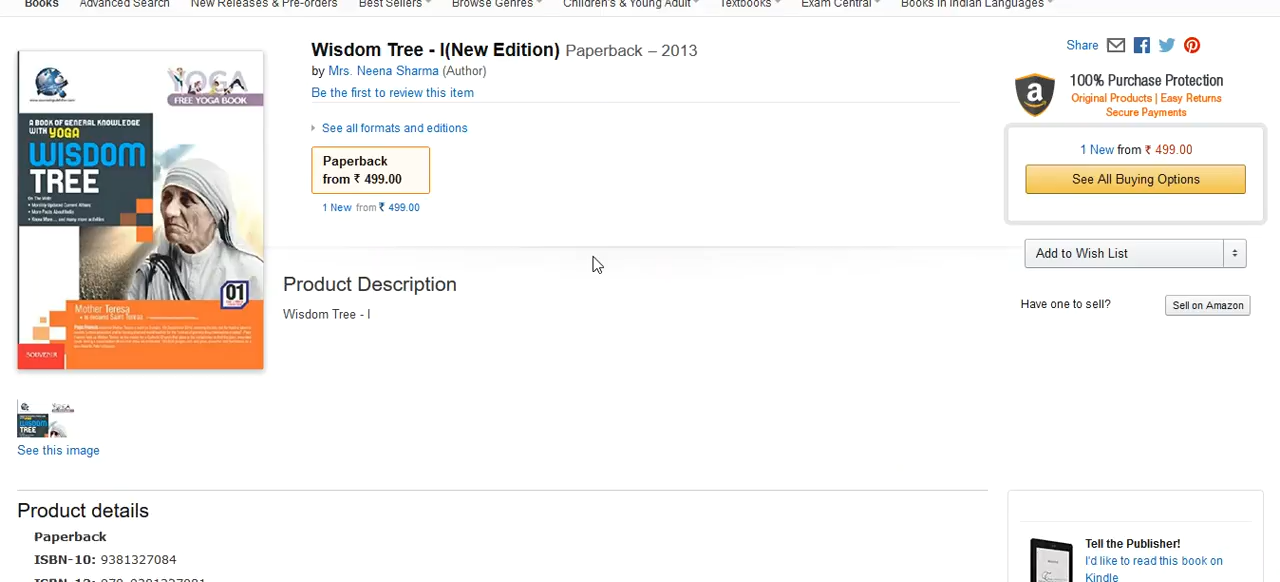 Books Advanced Search New Releases & Pre-orders Best Sellers Browse Genres Children's & Young Adult Textbooks Exam Central Books in Indian Languages
Wisdom Tree - I(New Edition) Paperback – 2013
by Mrs. Neena Sharma (Author)
Be the first to review this item
See all formats and editions
Paperback
from ₹ 499.00
1 New from ₹ 499.00
Product Description
Wisdom Tree - I
YOGA
FREE YOGA BOOK
A BOOK OF GENERAL KNOWLEDGE
WITH YOGA
WISDOM
TREE
01
Mother Teresa
SOUVENIR
See this image
Share
a
100% Purchase Protection
Original Products | Easy Returns
Secure Payments
1 New from ₹ 499.00
See All Buying Options
Add to Wish List
Have one to sell? Sell on Amazon
Product details
Paperback
ISBN-10: 9381327084
Tell the Publisher!
I'd like to read this book on
Kindle